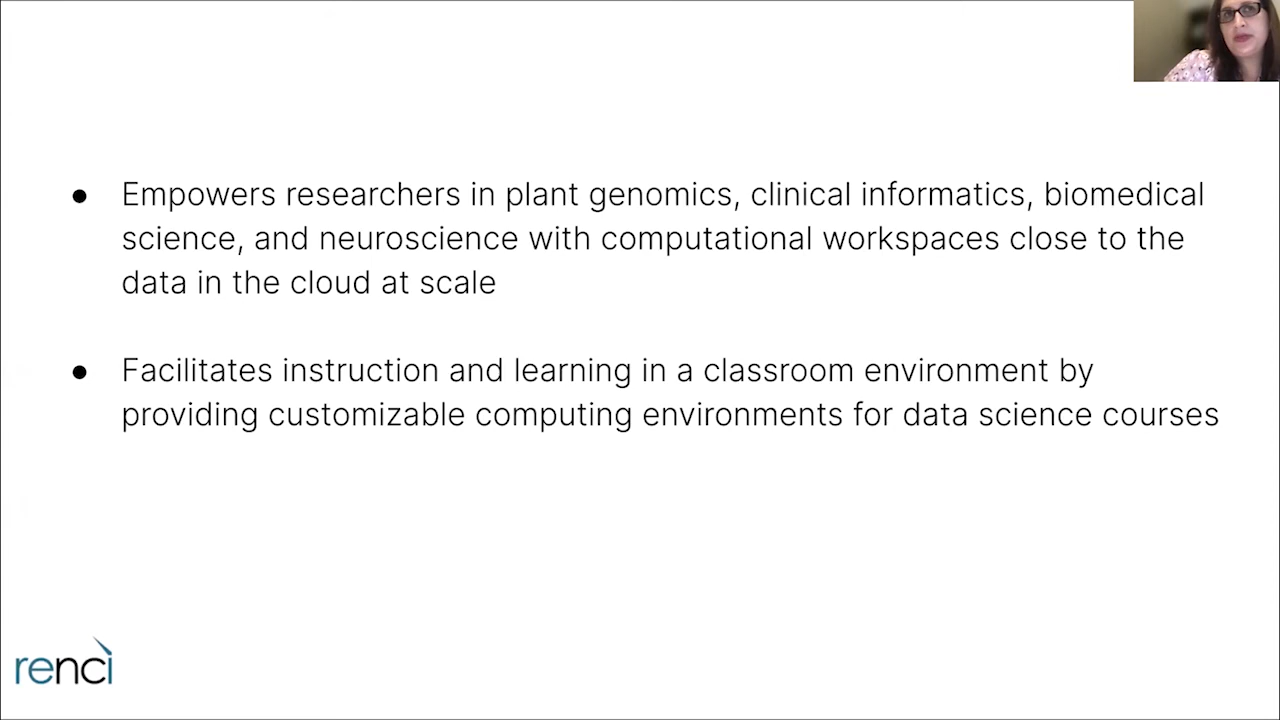 ● Empowers researchers in plant genomics, clinical informatics, biomedical
science, and neuroscience with computational workspaces close to the
data in the cloud at scale
● Facilitates instruction and learning in a classroom environment by
providing customizable computing environments for data science courses
renci